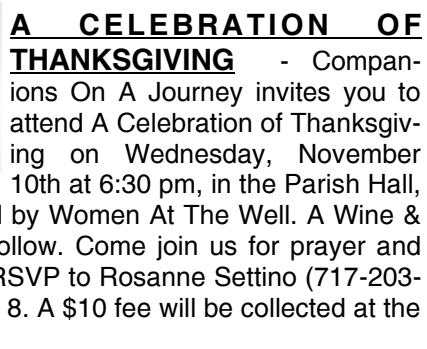 A CELEBRATION OF
THANKSGIVING - Compan-
ions On A Journey invites you to
attend A Celebration of Thanksgiv-
ing on Wednesday, November
10th at 6:30 pm, in the Parish Hall,
by Women At The Well. A Wine &
ollow. Come join us for prayer and
RSVP to Rosanne Settino (717-203-
8. A $10 fee will be collected at the